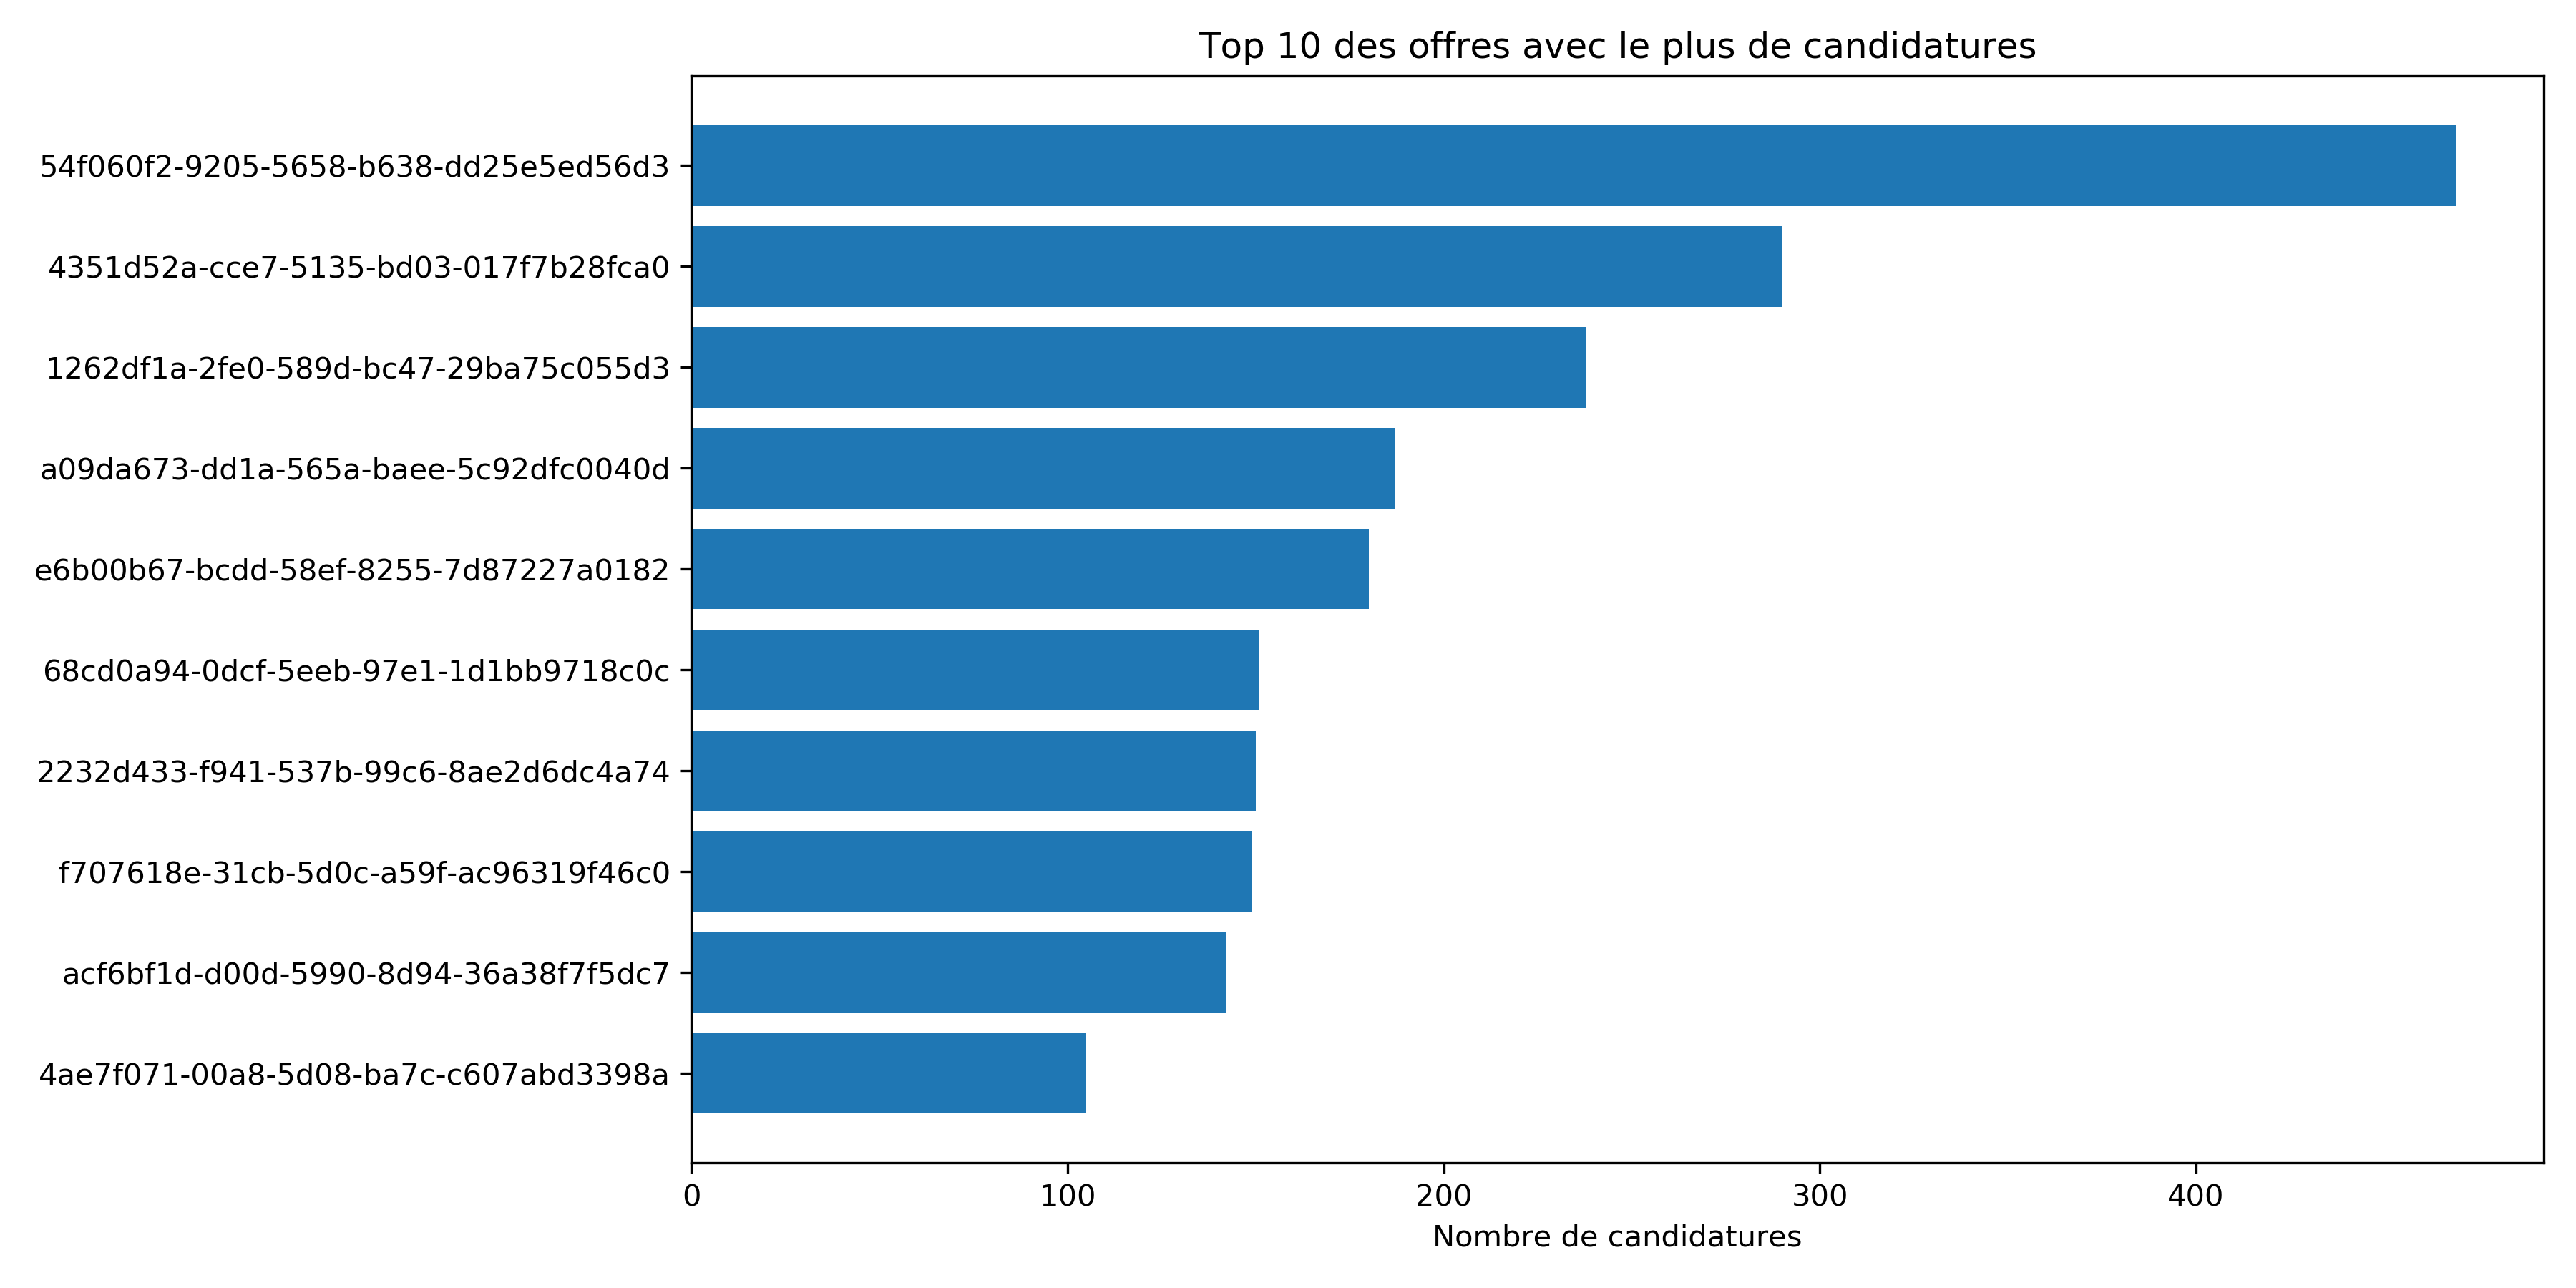 Top 10 des offres avec le plus de candidatures
54f060f2-9205-5658-b638-dd25e5ed56d3
4351d52a-cce7-5135-bd03-017f7b28fca0
1262df1a-2fe0-589d-bc47-29ba75c055d3
a09da673-dd1a-565a-baee-5c92dfc0040d
e6b00b67-bcdd-58ef-8255-7d87227a0182
68cd0a94-0dcf-5eeb-97e1-1d1bb9718c0c
2232d433-f941-537b-99c6-8ae2d6dc4a74
f707618e-31cb-5d0c-a59f-ac96319f46c0
acf6bf1d-d00d-5990-8d94-36a38f7f5dc7
4ae7f071-00a8-5d08-ba7c-c607abd3398a
0 100 200 300 400
Nombre de candidatures